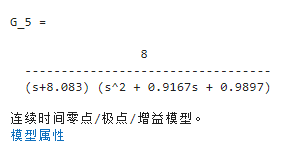 G_5 =
8
---------------------------------
(s+8.083) (s^2 + 0.9167s + 0.9897)
连续时间零点/极点/增益模型。
模型属性